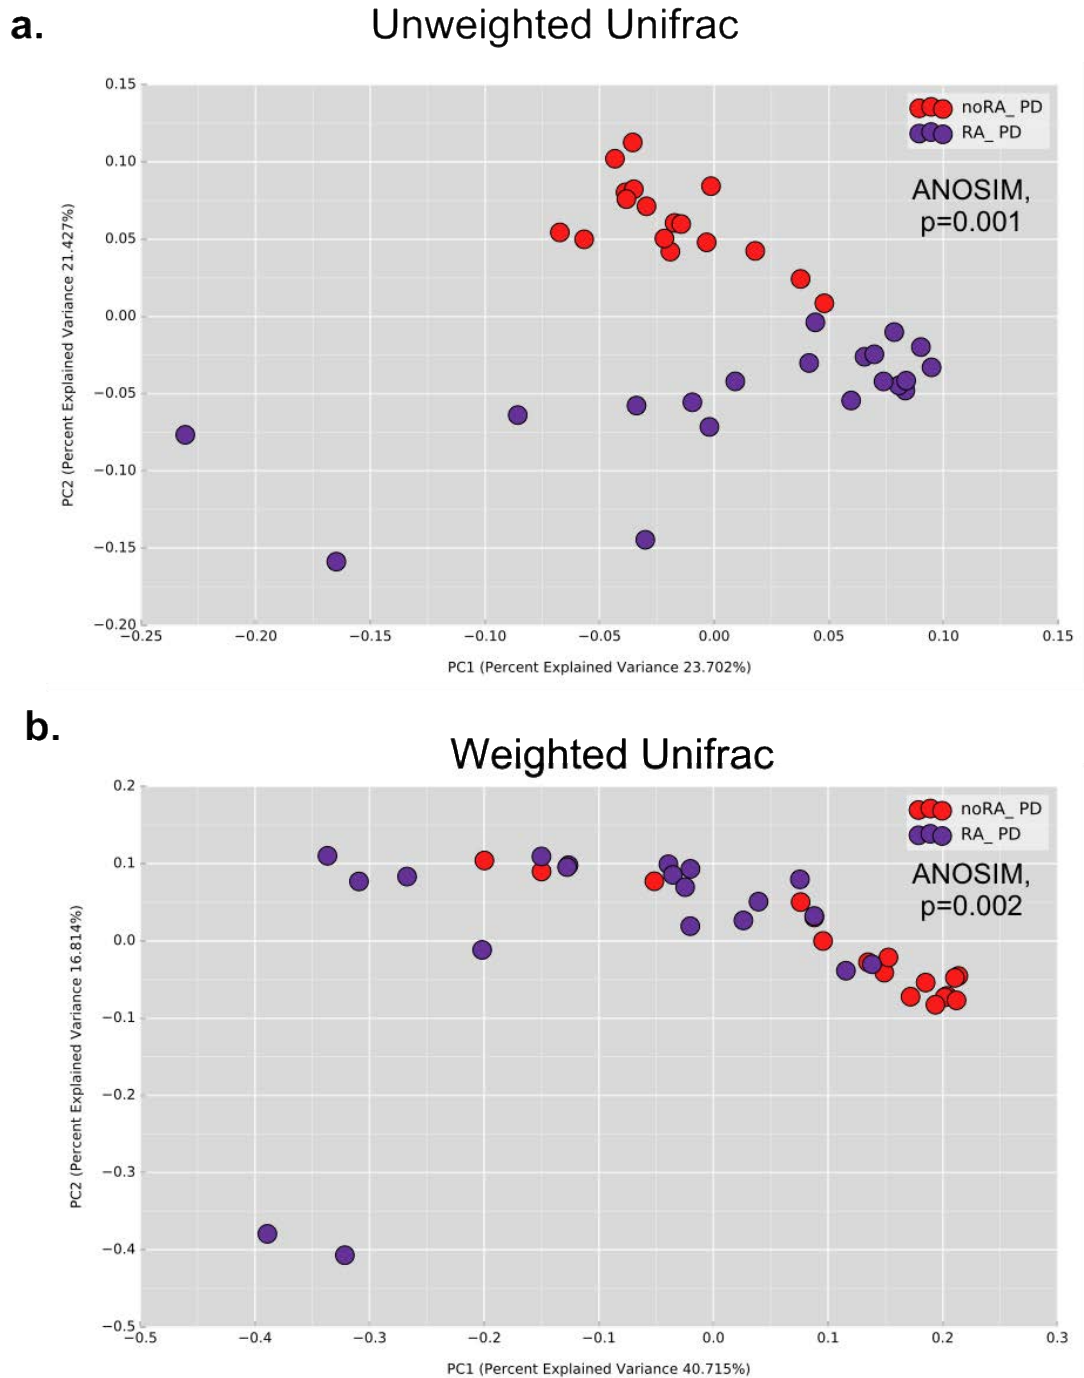 a.
Unweighted Unifrac
noRA_ PD
RA_ PD
ANOSIM,
p=0.001
0.15
0.10
0.05
0.00
−0.05
−0.10
−0.15
−0.20
PC2 (Percent Explained Variance 21.427%)
−0.25 −0.20 −0.15 −0.10 −0.05 0.00 0.05 0.10 0.15
PC1 (Percent Explained Variance 23.702%)
b.
Weighted Unifrac
noRA_ PD
RA_ PD
ANOSIM,
p=0.002
0.2
0.1
0.0
−0.1
−0.2
−0.3
−0.4
−0.5
PC2 (Percent Explained Variance 16.814%)
−0.5 −0.4 −0.3 −0.2 −0.1 0.0 0.1 0.2 0.3
PC1 (Percent Explained Variance 40.715%)